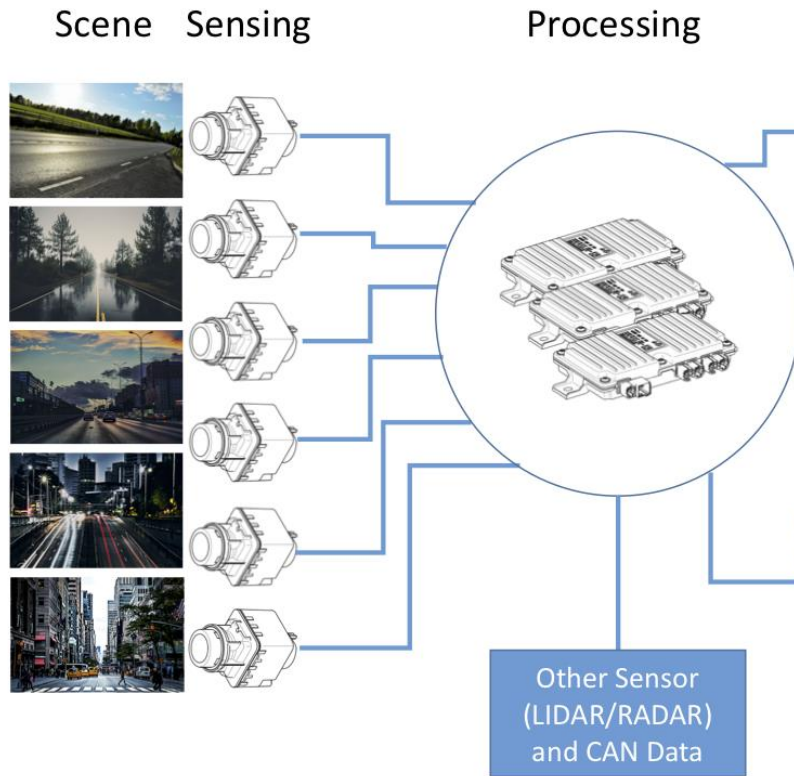 Scene Sensing Processing
Other Sensor
(LIDAR/RADAR)
and CAN Data